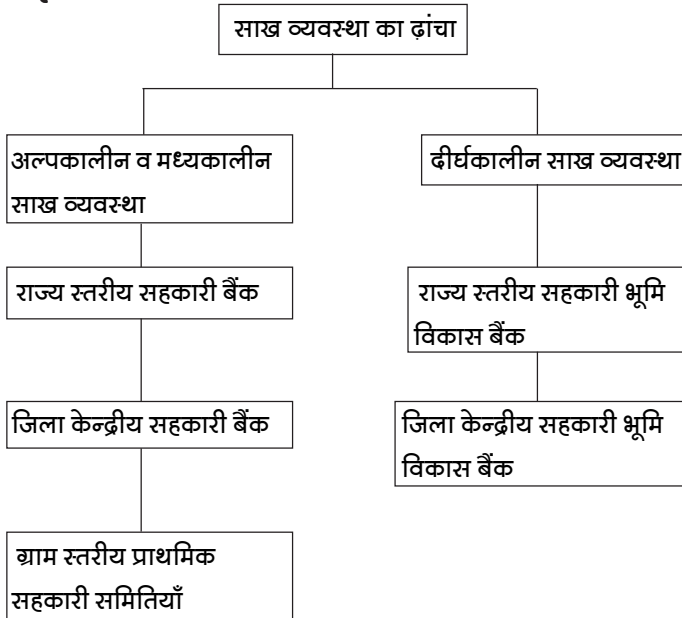 साख व्यवस्था का ढ़ांचा
अल्पकालीन व मध्यकालीन
साख व्यवस्था
दीर्घकालीन साख व्यवस्था
राज्य स्तरीय सहकारी बैंक
राज्य स्तरीय सहकारी भूमि
विकास बैंक
जिला केन्द्रीय सहकारी बैंक
जिला केन्द्रीय सहकारी भूमि
विकास बैंक
ग्राम स्तरीय प्राथमिक
सहकारी समितियाँ